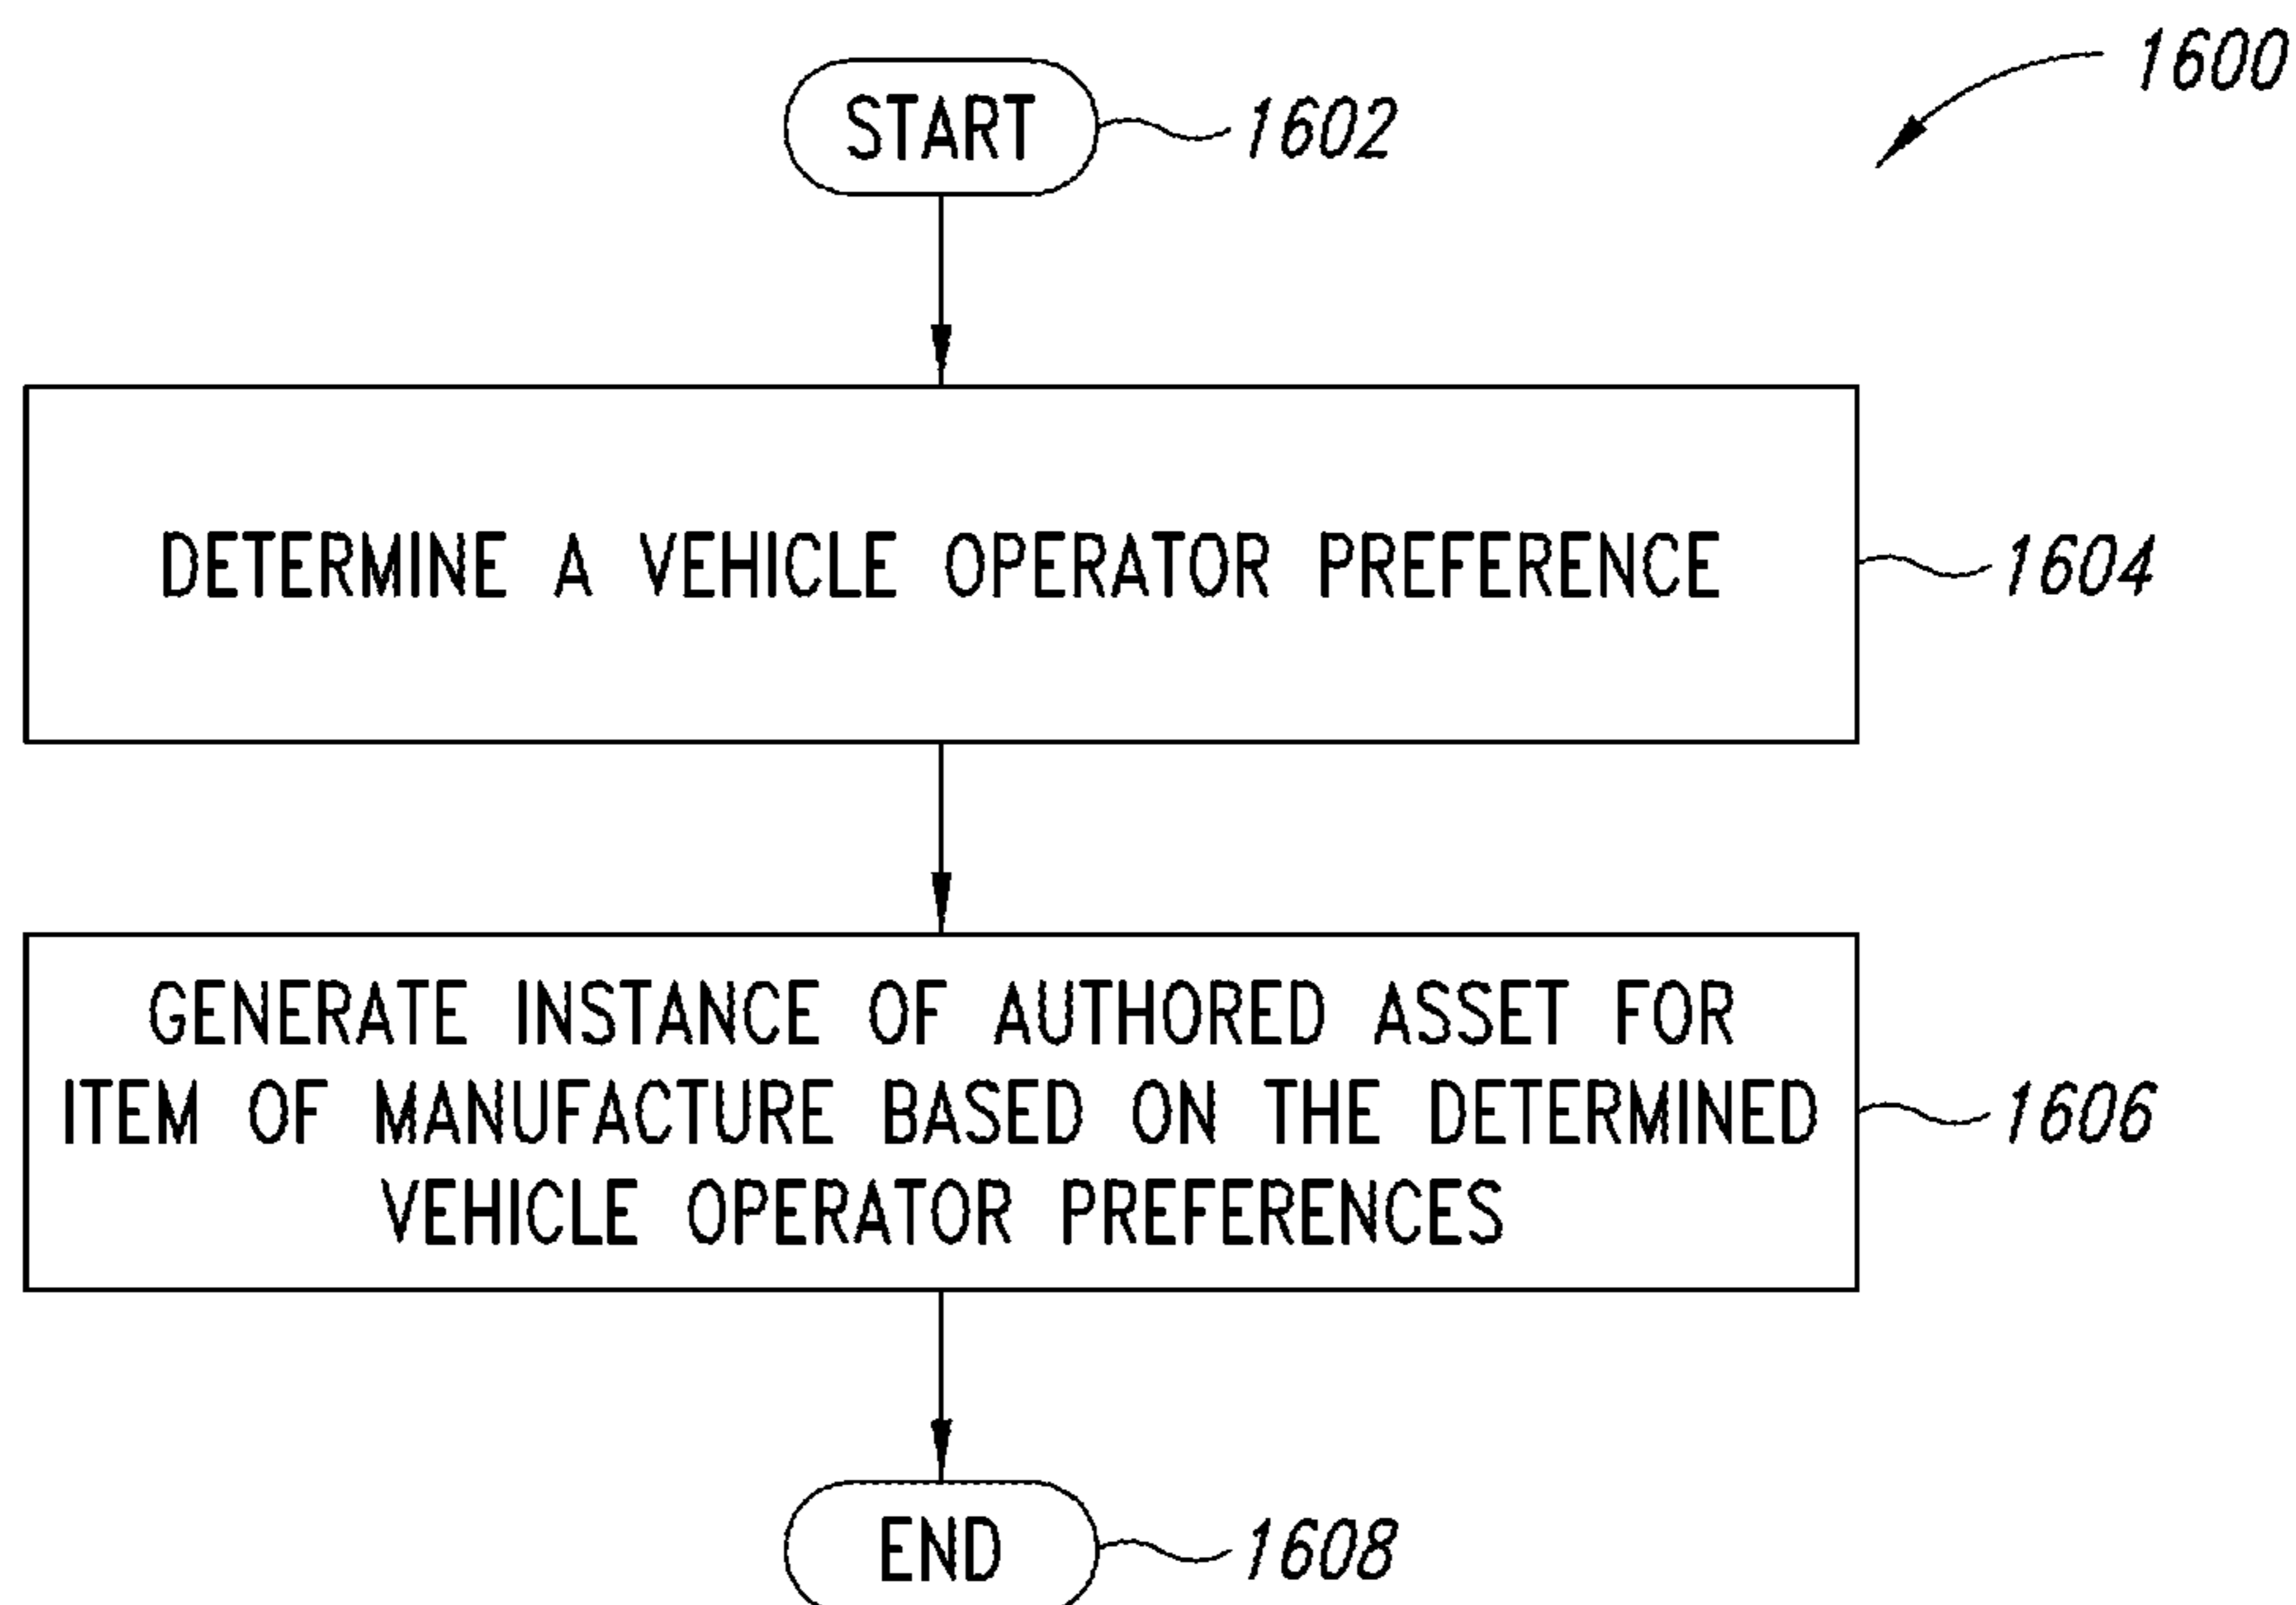 1600
START
1602
DETERMINE A VEHICLE OPERATOR PREFERENCE
1604
GENERATE INSTANCE OF AUTHORED ASSET FOR
ITEM OF MANUFACTURE BASED ON THE DETERMINED
VEHICLE OPERATOR PREFERENCES
1606
END
1608